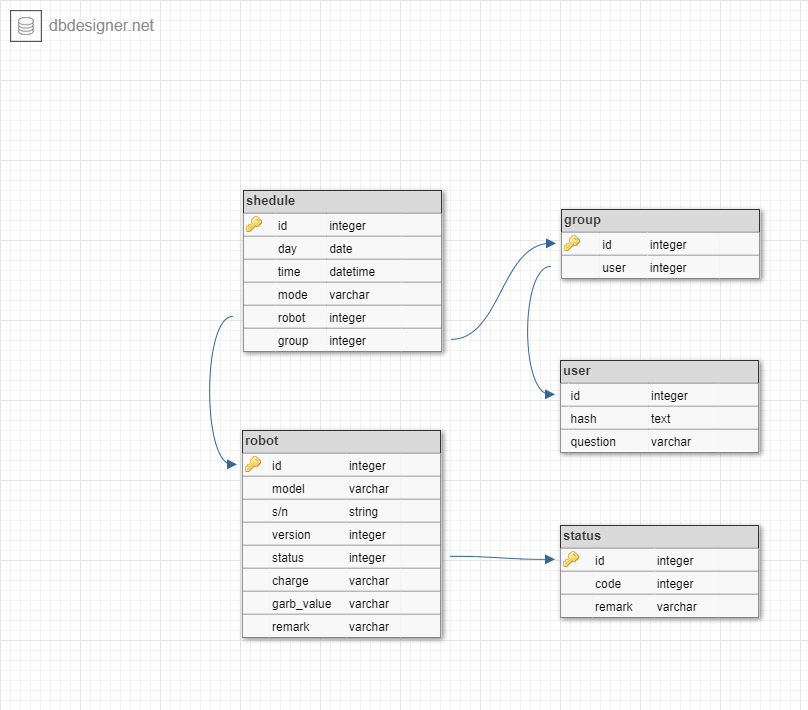 dbdesigner.net
shedule
id integer
day date
time datetime
mode varchar
robot integer
group integer
group
id integer
user integer
user
id integer
hash text
question varchar
robot
id integer
model varchar
s/n string
version integer
status integer
charge varchar
garb_value varchar
remark varchar
status
id integer
code integer
remark varchar